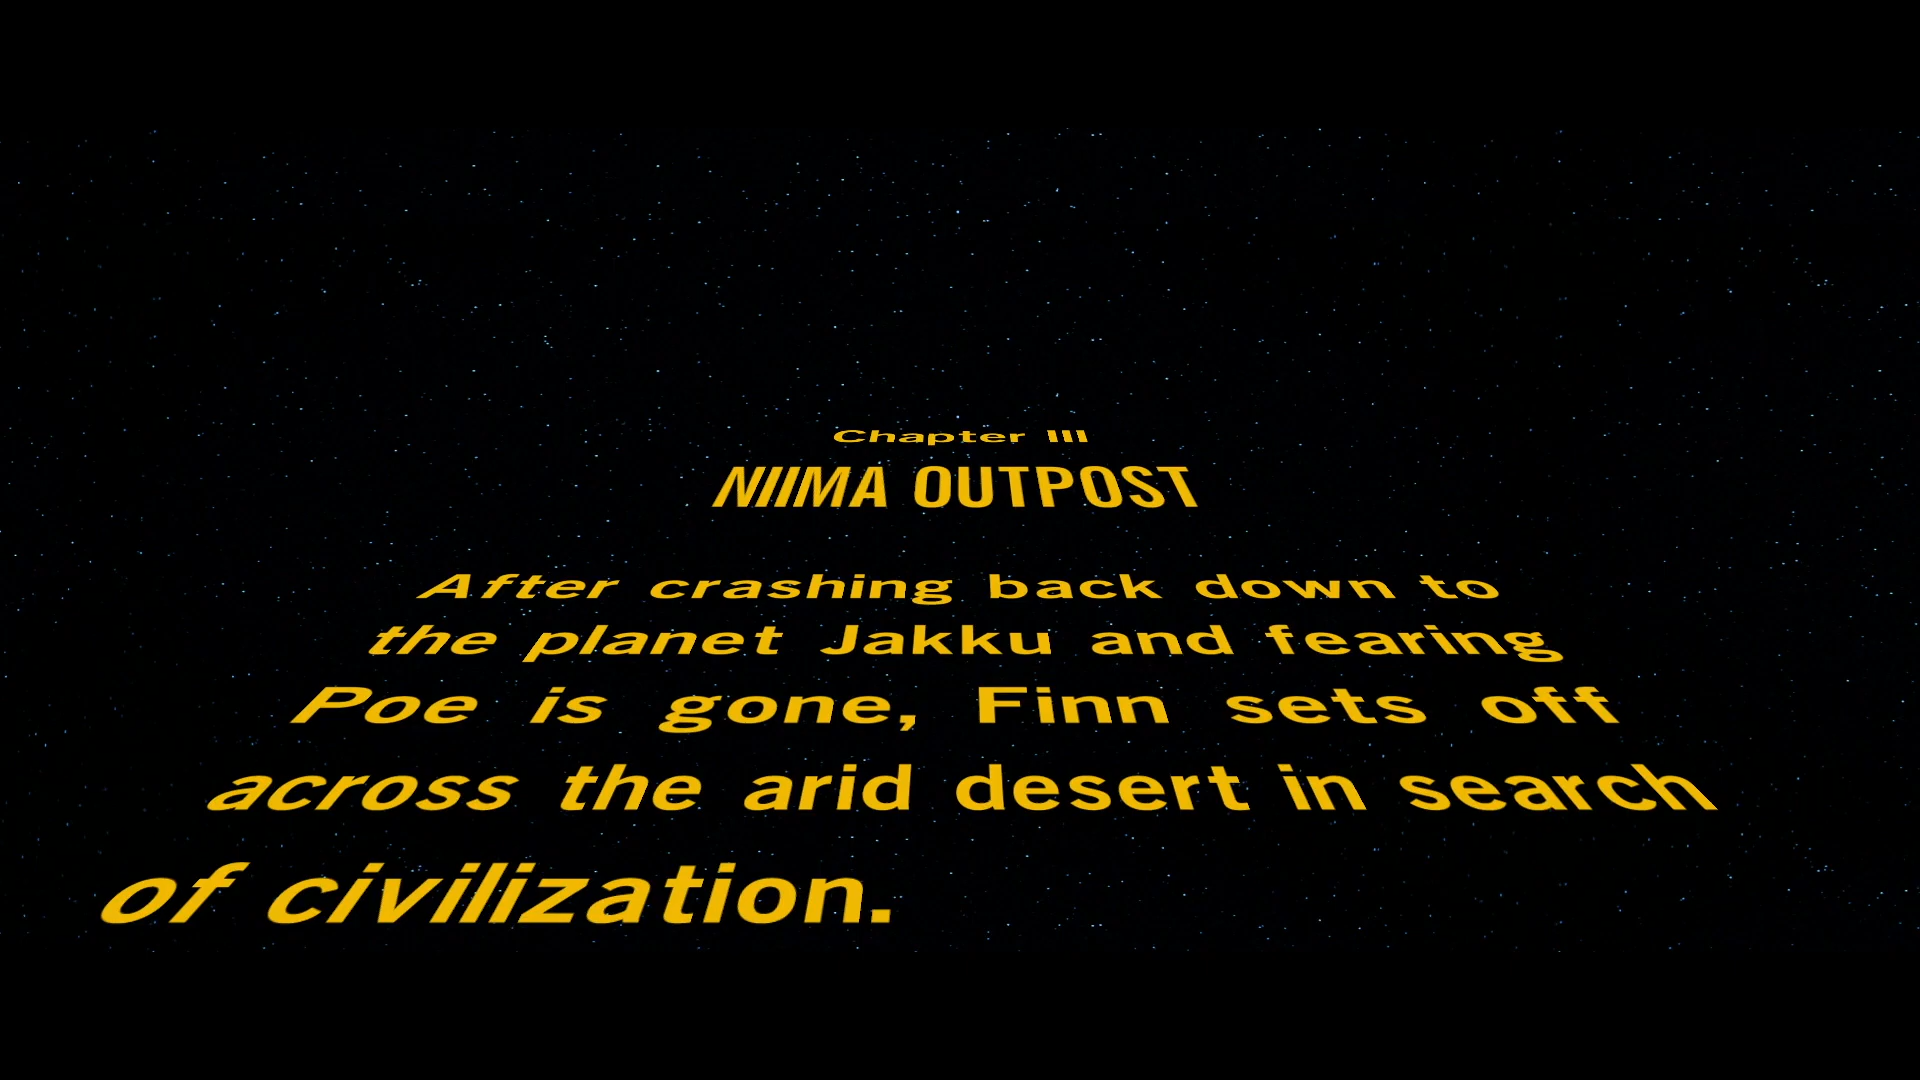 Chapter III
NIIMA OUTPOST
After crashing back down to
the planet Jakku and fearing
Poe is gone, Finn sets off
across the arid desert in search
of civilization.